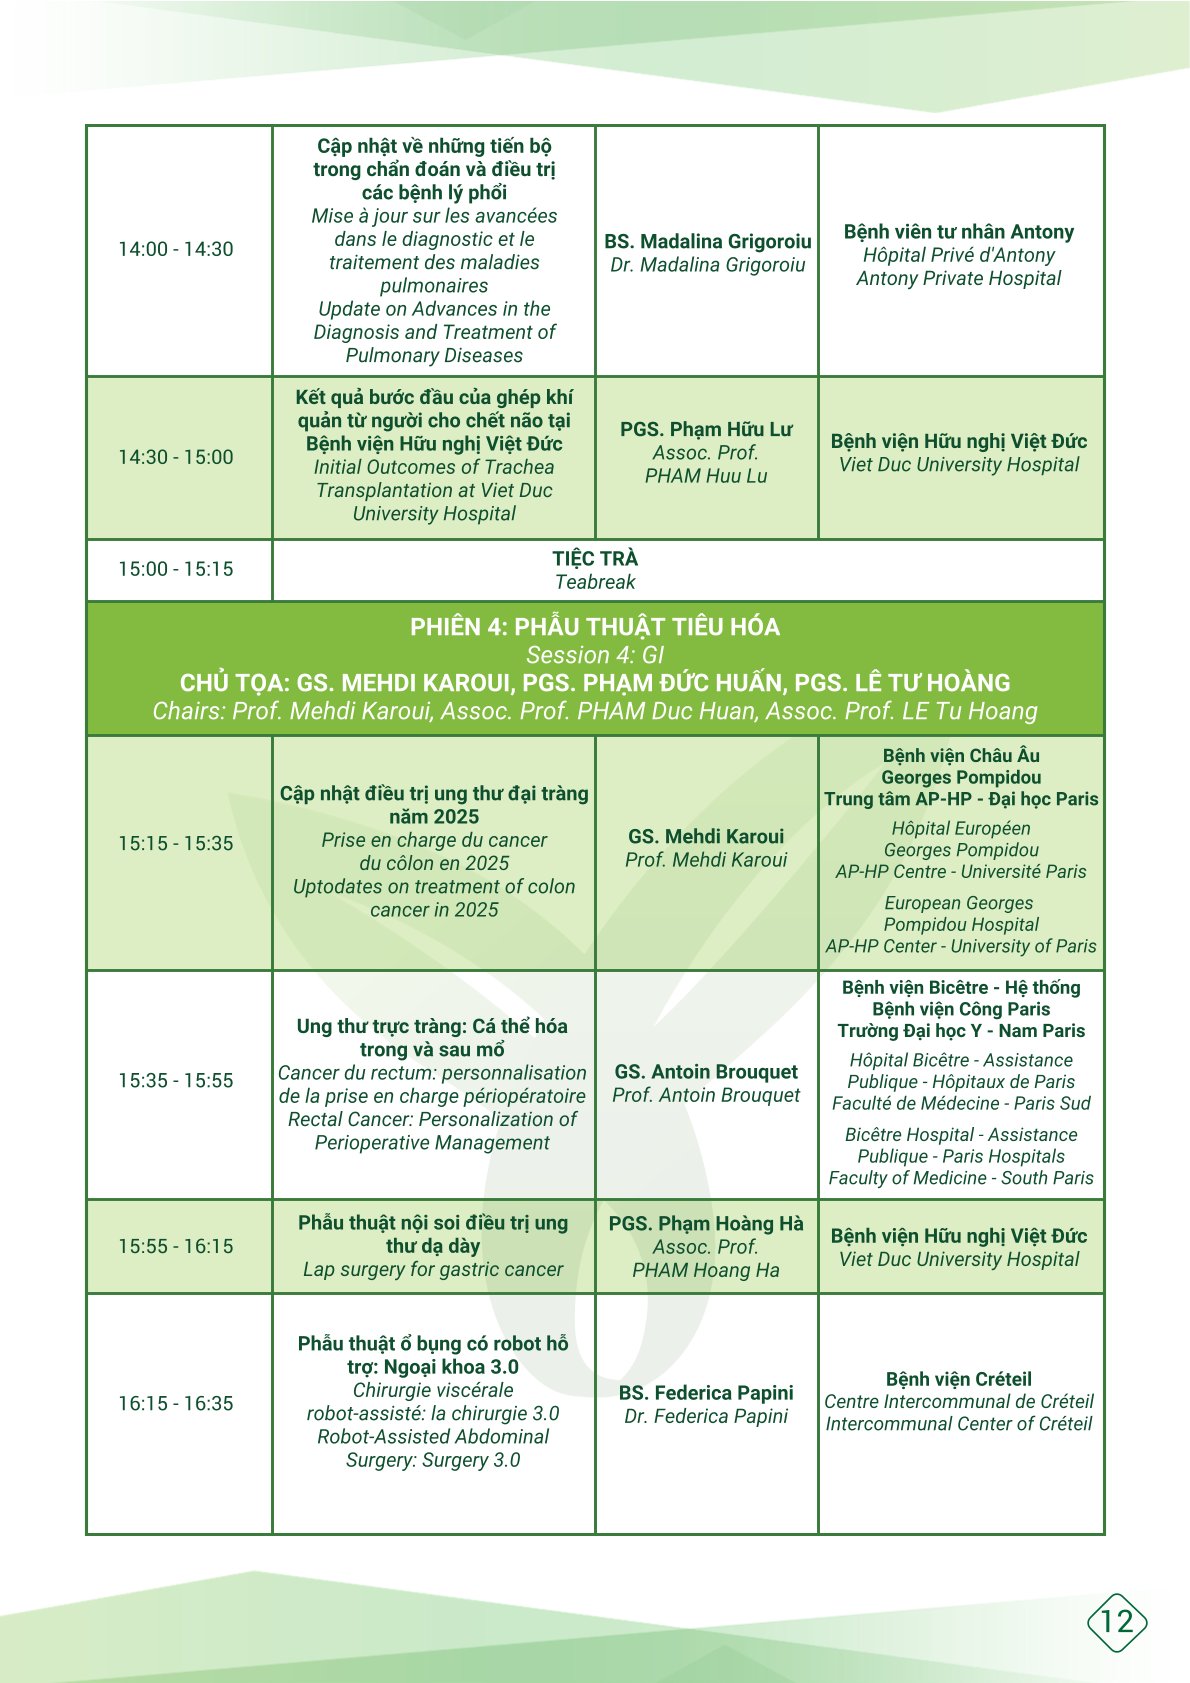 14:00 - 14:30
Cập nhật về những tiến bộ
trong chẩn đoán và điều trị
các bệnh lý phổi
Mise à jour sur les avancées
dans le diagnostic et le
traitement des maladies
pulmonaires
Update on Advances in the
Diagnosis and Treatment of
Pulmonary Diseases
BS. Madalina Grigoroiu
Dr. Madalina Grigoroiu
Bệnh viên tư nhân Antony
Hôpital Privé d'Antony
Antony Private Hospital
14:30 - 15:00
Kết quả bước đầu của ghép khí
quản từ người cho chết não tại
Bệnh viện Hữu nghị Việt Đức
Initial Outcomes of Trachea
Transplantation at Viet Duc
University Hospital
PGS. Phạm Hữu Lư
Assoc. Prof.
PHAM Huu Lu
Bệnh viện Hữu nghị Việt Đức
Viet Duc University Hospital
15:00 - 15:15
TIỆC TRÀ
Teabreak
PHIÊN 4: PHẪU THUẬT TIÊU HÓA
Session 4: GI
CHỦ TỌA: GS. MEHDI KAROUI, PGS. PHẠM ĐỨC HUẤN, PGS. LÊ TƯ HOÀNG
Chairs: Prof. Mehdi Karoui, Assoc. Prof. PHAM Duc Huan, Assoc. Prof. LE Tu Hoang
15:15 - 15:35
Cập nhật điều trị ung thư đại tràng
năm 2025
Prise en charge du cancer
du côlon en 2025
Uptodates on treatment of colon
cancer in 2025
GS. Mehdi Karoui
Prof. Mehdi Karoui
Bệnh viện Châu Âu
Georges Pompidou
Trung tâm AP-HP - Đại học Paris
Hôpital Européen
Georges Pompidou
AP-HP Centre - Université Paris
European Georges
Pompidou Hospital
AP-HP Center - University of Paris
15:35 - 15:55
Ung thư trực tràng: Cá thể hóa
trong và sau mổ
Cancer du rectum: personnalisation
de la prise en charge périopératoire
Rectal Cancer: Personalization of
Perioperative Management
GS. Antoin Brouquet
Prof. Antoin Brouquet
Bệnh viện Bicêtre - Hệ thống
Bệnh viện Công Paris
Trường Đại học Y - Nam Paris
Hôpital Bicêtre - Assistance
Publique - Hôpitaux de Paris
Faculté de Médecine - Paris Sud
Bicêtre Hospital - Assistance
Publique - Paris Hospitals
Faculty of Medicine - South Paris
15:55 - 16:15
Phẫu thuật nội soi điều trị ung
thư dạ dày
Lap surgery for gastric cancer
PGS. Phạm Hoàng Hà
Assoc. Prof.
PHAM Hoang Ha
Bệnh viện Hữu nghị Việt Đức
Viet Duc University Hospital
16:15 - 16:35
Phẫu thuật ổ bụng có robot hỗ
trợ: Ngoại khoa 3.0
Chirurgie viscérale
robot-assisté: la chirurgie 3.0
Robot-Assisted Abdominal
Surgery: Surgery 3.0
BS. Federica Papini
Dr. Federica Papini
Bệnh viện Créteil
Centre Intercommunal de Créteil
Intercommunal Center of Créteil
12